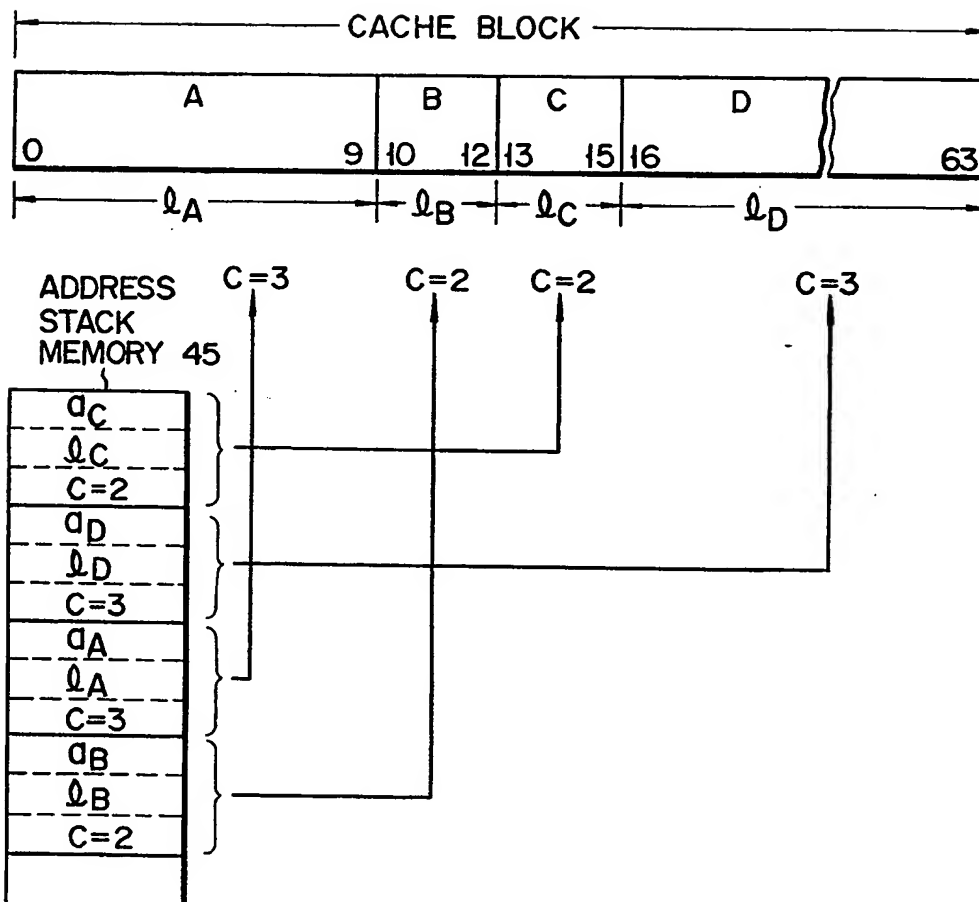 CACHE BLOCK
A B C D
0 9 10 12 13 15 16 63
ℓA ℓB ℓC ℓD
C=3 C=2 C=2 C=3
ADDRESS
STACK
MEMORY 45
aC
ℓC
C=2
aD
ℓD
C=3
aA
ℓA
C=3
aB
ℓB
C=2